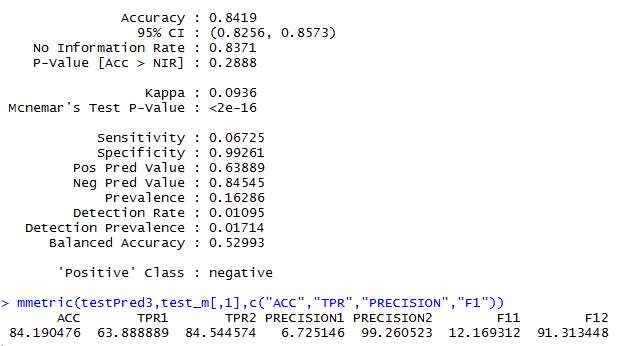 Accuracy : 0.8419
95% CI : (0.8256, 0.8573)
No Information Rate : 0.8371
P-Value [Acc > NIR] : 0.2888
Kappa : 0.0936
Mcnemar's Test P-Value : <2e-16
Sensitivity : 0.06725
Specificity : 0.99261
Pos Pred Value : 0.63889
Neg Pred Value : 0.84545
Prevalence : 0.16286
Detection Rate : 0.01095
Detection Prevalence : 0.01714
Balanced Accuracy : 0.52993
'Positive' Class : negative
> mmetric(testPred3,test_m[,1],c("ACC","TPR","PRECISION","F1"))
ACC TPR1 TPR2 PRECISION1 PRECISION2 F11 F12
84.190476 63.888889 84.544574 6.725146 99.260523 12.169312 91.313448